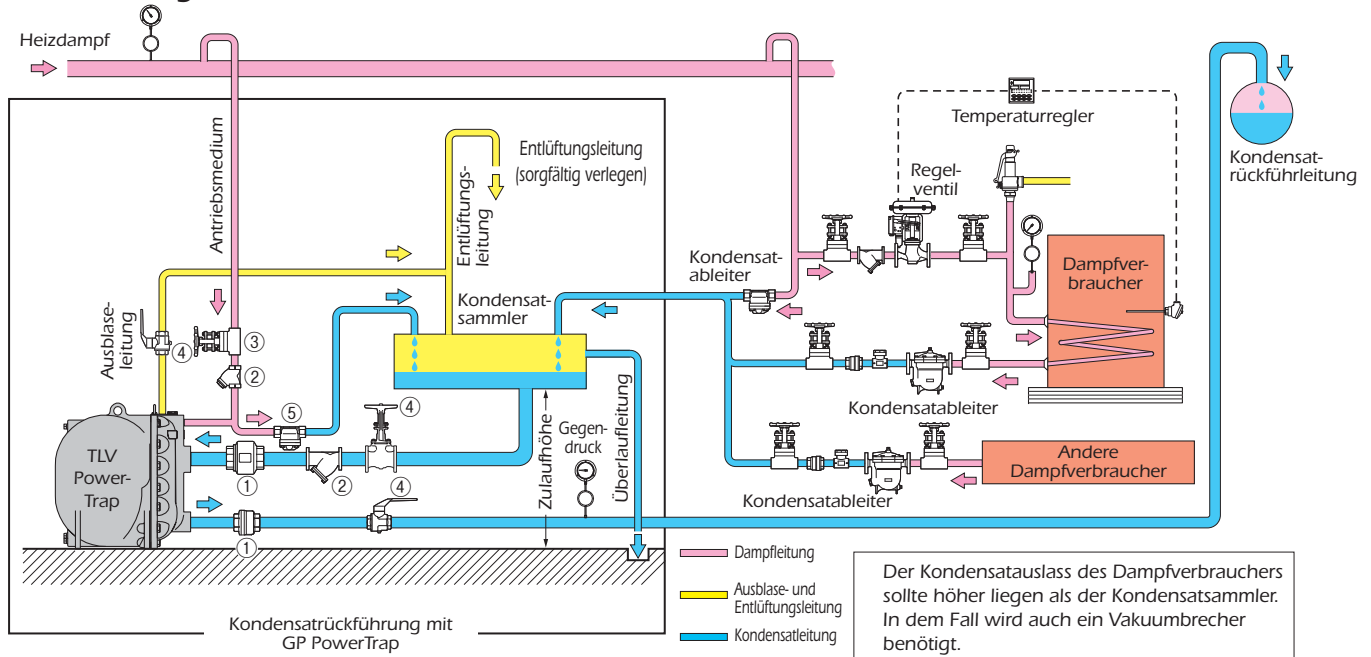 Heizdampf
Antriebsmedium
Entlüftungsleitung
(sorgfältig verlegen)
Entlüftungs-
leitung
Ausblase-
leitung
④
③
②
⑤
④
Kondensat-
sammler
TLV
Power-
Trap
①
②
④
①
Zulaufhöhe
Gegen-
druck
Überlaufleitung
Kondensatrückführung mit
GP PowerTrap
Temperaturregler
Regel-
ventil
Kondensat-
ableiter
Dampfver-
braucher
Kondensatableiter
Andere
Dampfverbraucher
Kondensatableiter
Kondensat-
rückführleitung
Dampfleitung
Ausblase- und
Entlüftungsleitung
Kondensatleitung
Der Kondensatauslass des Dampfverbrauchers
sollte höher liegen als der Kondensatsammler.
In dem Fall wird auch ein Vakuumbrecher
benötigt.